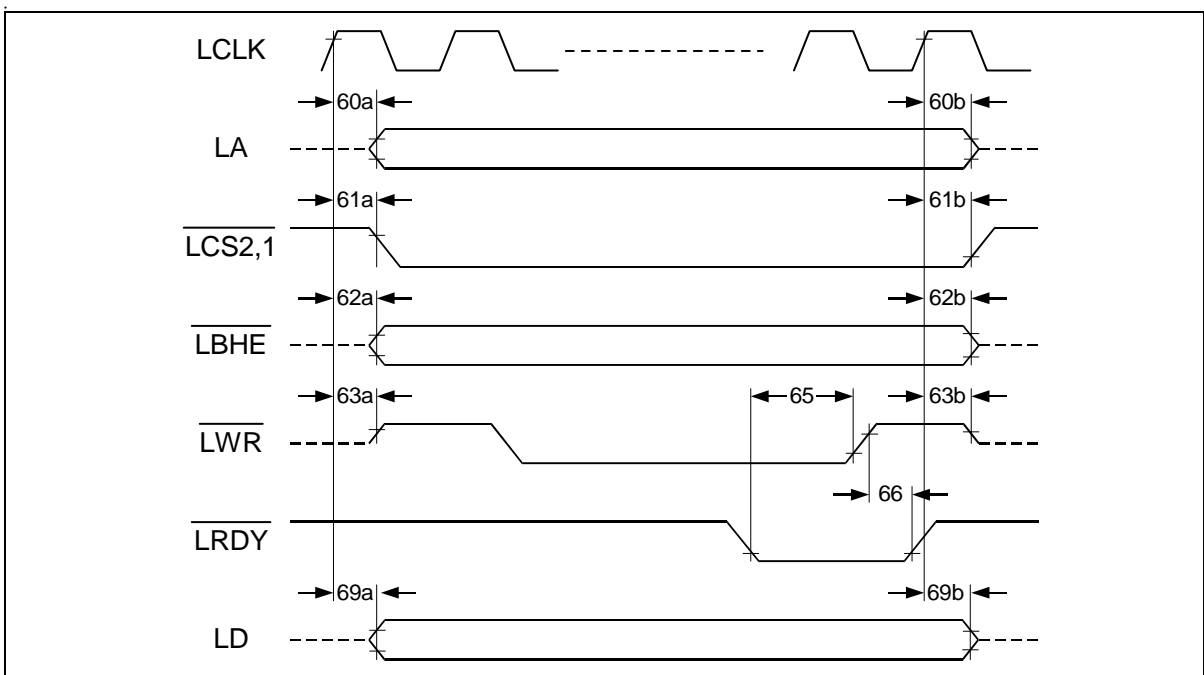 LCLK
60a 60b
LA
61a 61b
LCS2,1
62a 62b
LBHE
63a 65 63b
LWR
66
LRDY
69a 69b
LD